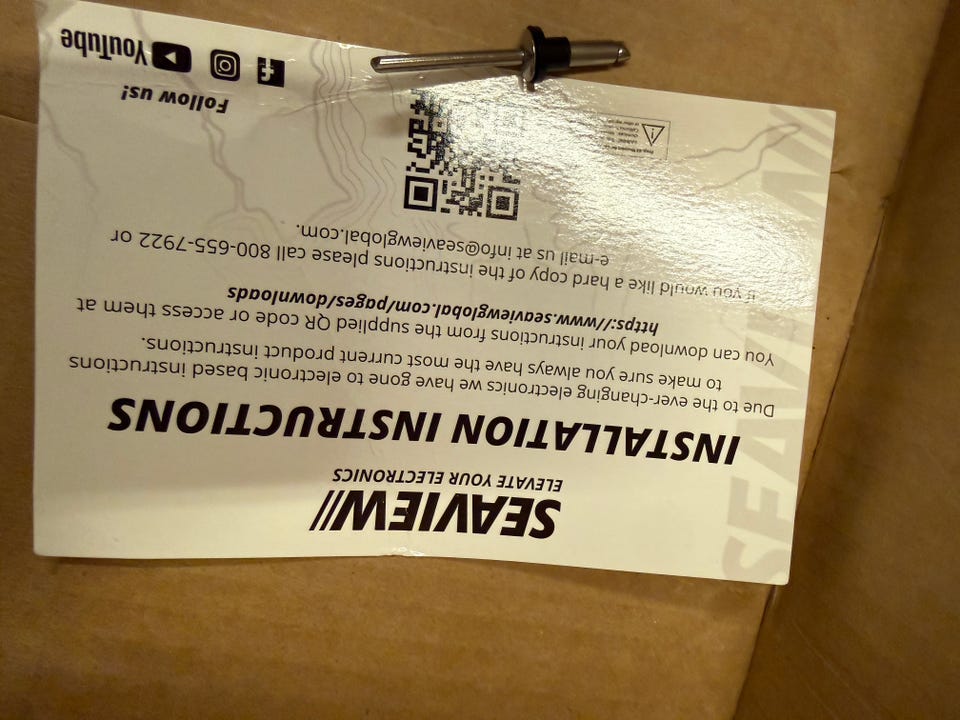 SEAVIEW
ELEVATE YOUR ELECTRONICS
INSTALLATION INSTRUCTIONS
Due to the ever-changing electronics we have gone to electronic based instructions
to make sure you always have the most current product instructions.
You can download your instructions from the supplied QR code or access them at
https://www.seaviewglobal.com/pages/downloads
If you would like a hard copy of the instructions please call 800-655-7922 or
e-mail us at info@seaviewglobal.com.
Follow us!
YouTube
SEAVIEW